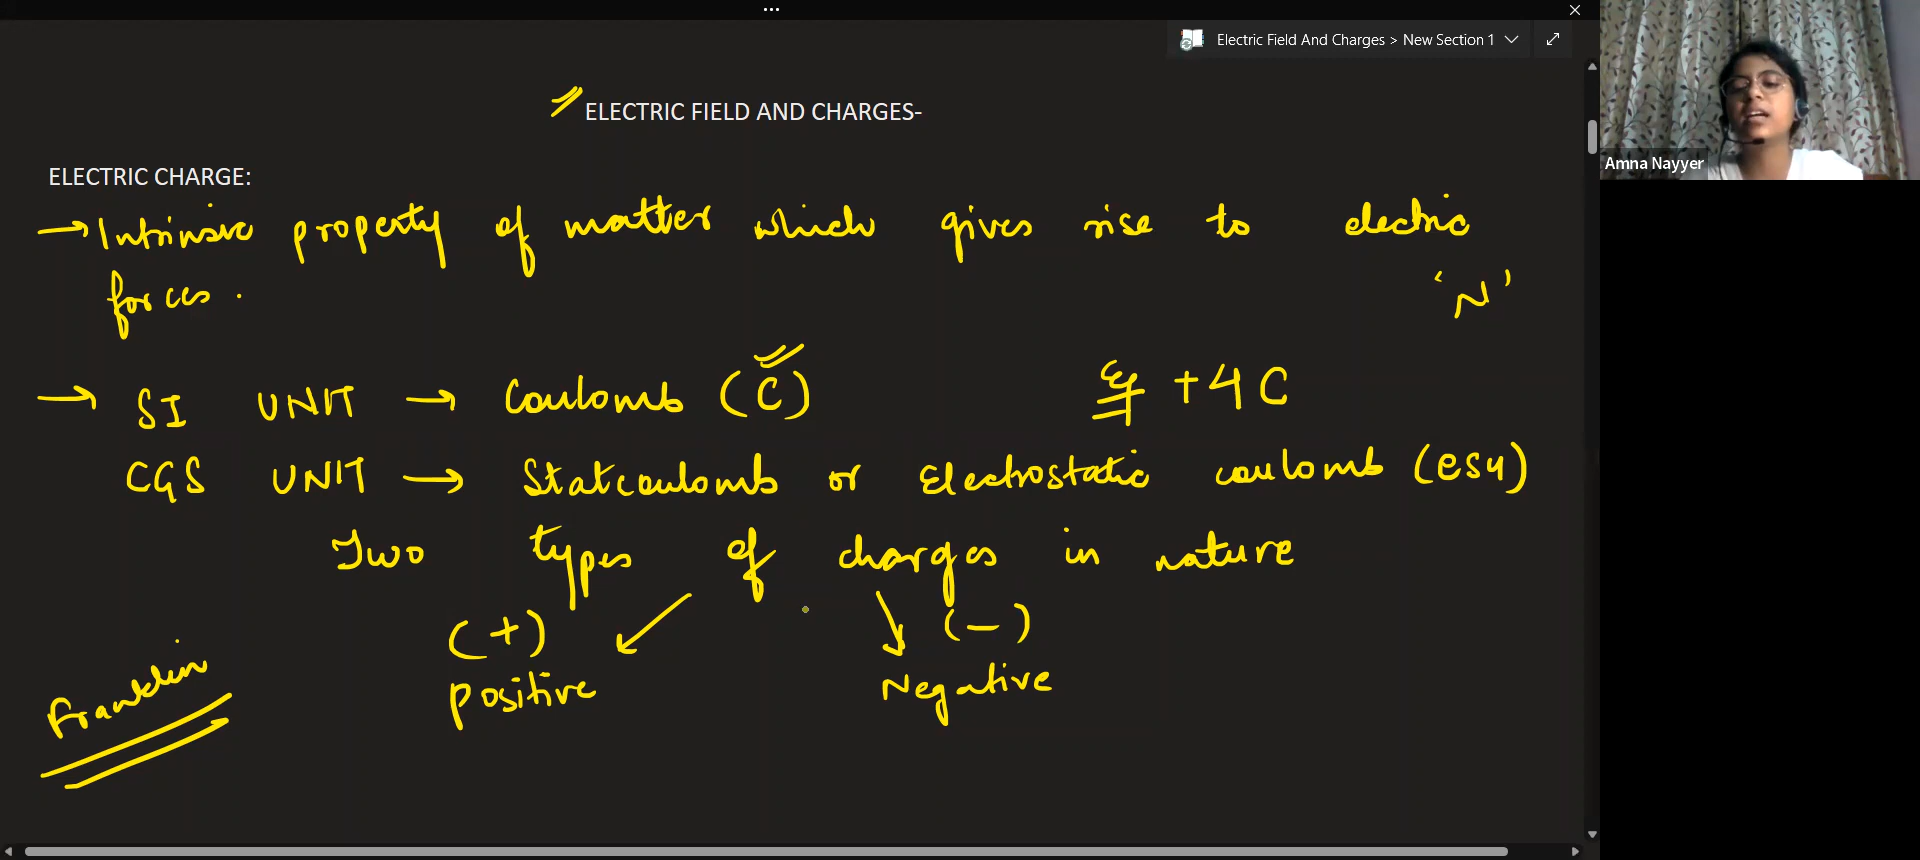 Electric Field And Charges > New Section 1
Amna Nayyer
ELECTRIC FIELD AND CHARGES-
ELECTRIC CHARGE:
→ Intrinsic property of matter which gives rise to electric
forces.
'N'
→ SI UNIT → Coulomb (C)
eg +4C
CGS UNIT → Statcoulomb or Electrostatic coulomb (esu)
Two types of charges in nature
(+) (−)
Positive Negative
Franklin